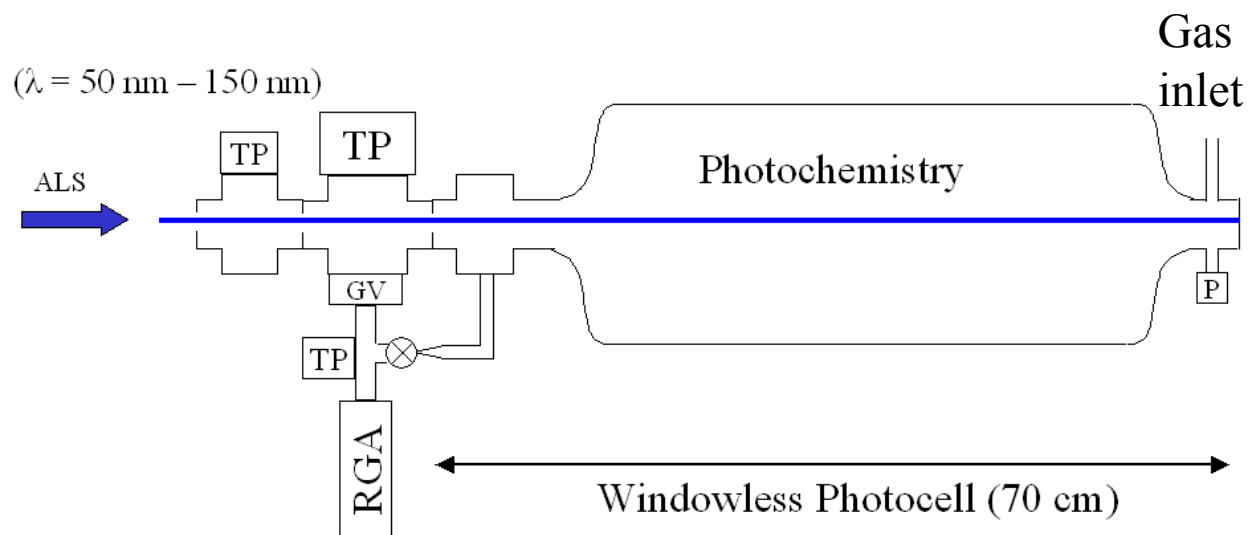 Gas
inlet
(λ = 50 nm – 150 nm)
TP
TP
ALS
Photochemistry
GV
P
TP
RGA
Windowless Photocell (70 cm)